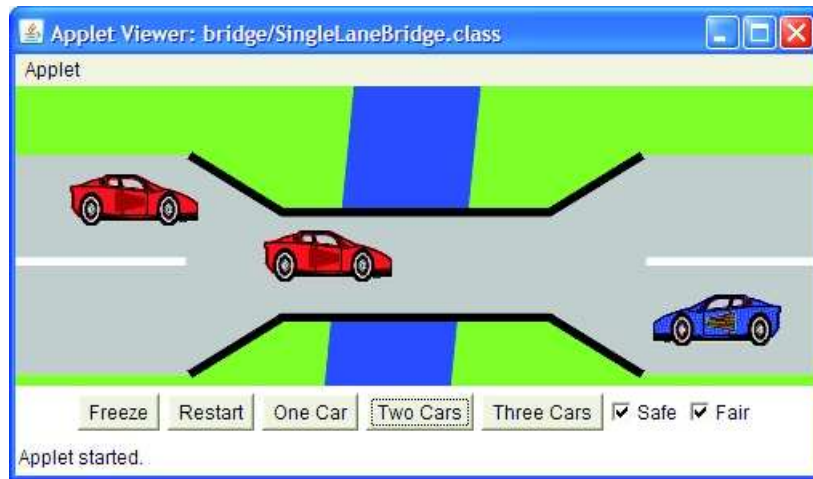 Applet Viewer: bridge/SingleLaneBridge.class
Applet
Freeze Restart One Car Two Cars Three Cars Safe Fair
Applet started.